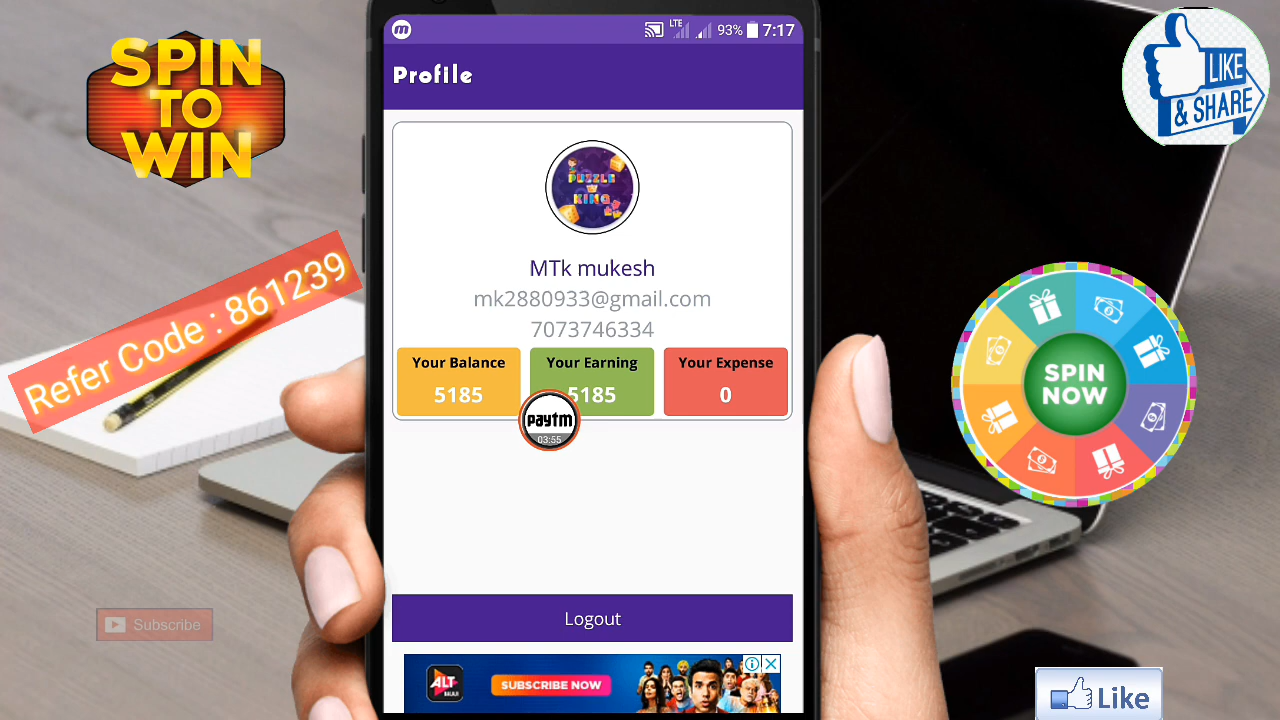 SPIN
TO
WIN
Refer Code : 861239
Subscribe
m
LTE
93%
7:17
Profile
PUZZLE
KING
MTk mukesh
mk2880933@gmail.com
7073746334
Your Balance
5185
Your Earning
5185
Your Expense
0
paytm
03:55
Logout
ALT
BALAJI
SUBSCRIBE NOW
LIKE
& SHARE
SPIN
NOW
Like